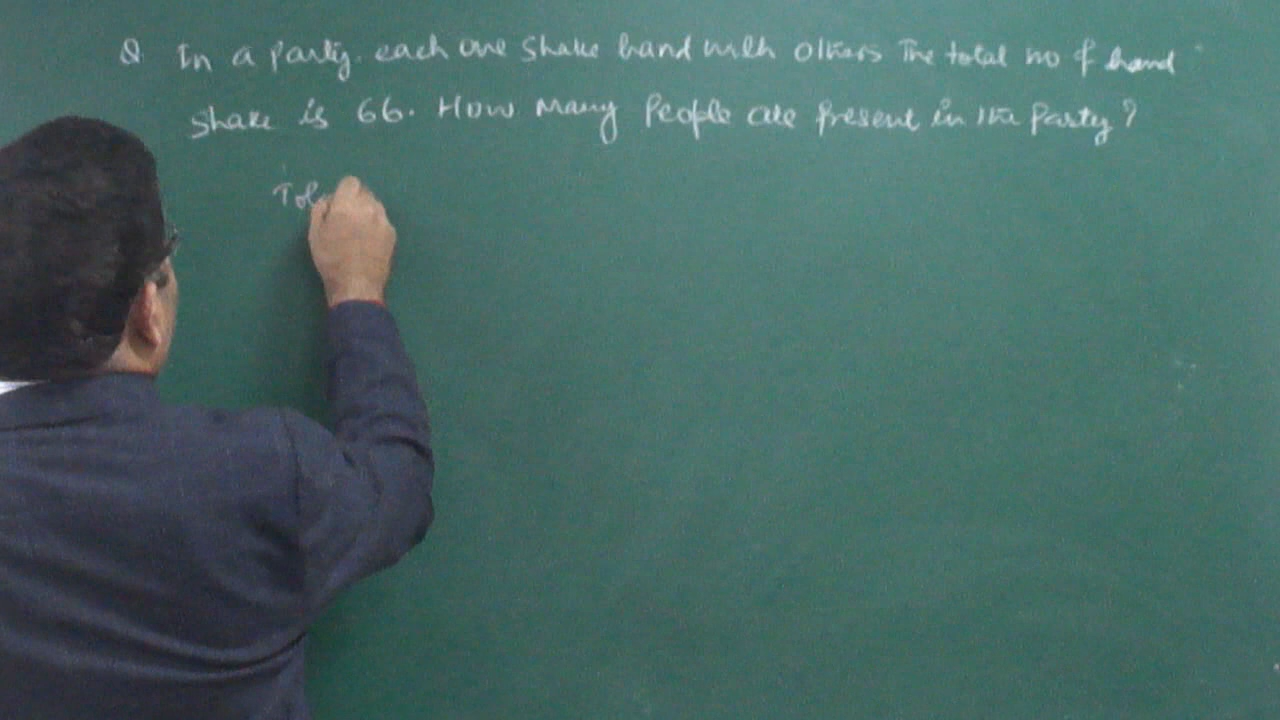 Q. In a party. each one shake hand with others The total no of hand
shake is 66. How many people are present in the party?